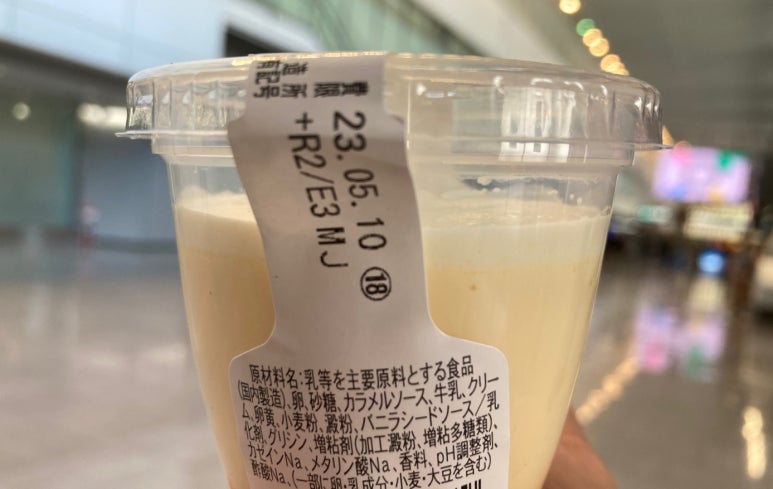 費限 23.05.10 ⑱
造所 +R2/E3 MJ
有記号
原材料名:乳等を主要原料とする食品
(国内製造)、卵、砂糖、カラメルソース、牛乳、クリー
ム、卵黄、小麦粉、澱粉、バニラシードソース/乳
化剤、グリシン、増粘剤(加工澱粉、増粘多糖類)、
カゼインNa、メタリン酸Na、香料、pH調整剤、
酢酸Na、(一部に卵・乳成分・小麦・大豆を含む)